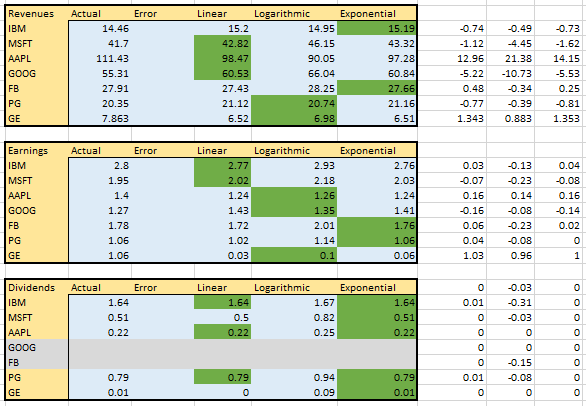 Revenues Actual Error Linear Logarithmic Exponential
IBM 14.46 15.2 14.95 15.19 -0.74 -0.49 -0.73
MSFT 41.7 42.82 46.15 43.32 -1.12 -4.45 -1.62
AAPL 111.43 98.47 90.05 97.28 12.96 21.38 14.15
GOOG 55.31 60.53 66.04 60.84 -5.22 -10.73 -5.53
FB 27.91 27.43 28.25 27.66 0.48 -0.34 0.25
PG 20.35 21.12 20.74 21.16 -0.77 -0.39 -0.81
GE 7.863 6.52 6.98 6.51 1.343 0.883 1.353
Earnings Actual Error Linear Logarithmic Exponential
IBM 2.8 2.77 2.93 2.76 0.03 -0.13 0.04
MSFT 1.95 2.02 2.18 2.03 -0.07 -0.23 -0.08
AAPL 1.4 1.24 1.26 1.24 0.16 0.14 0.16
GOOG 1.27 1.43 1.35 1.41 -0.16 -0.08 -0.14
FB 1.78 1.72 2.01 1.76 0.06 -0.23 0.02
PG 1.06 1.02 1.14 1.06 0.04 -0.08 0
GE 1.06 0.03 0.1 0.06 1.03 0.96 1
Dividends Actual Error Linear Logarithmic Exponential 0 -0.03 0
IBM 1.64 1.64 1.67 1.64 0.01 -0.31 0
MSFT 0.51 0.5 0.82 0.51 0 -0.03 0
AAPL 0.22 0.22 0.25 0.22 0 0 0
GOOG 0 0 0
FB 0 -0.15 0
PG 0.79 0.79 0.94 0.79 0.01 -0.08 0
GE 0.01 0 0.09 0.01 0 0 0